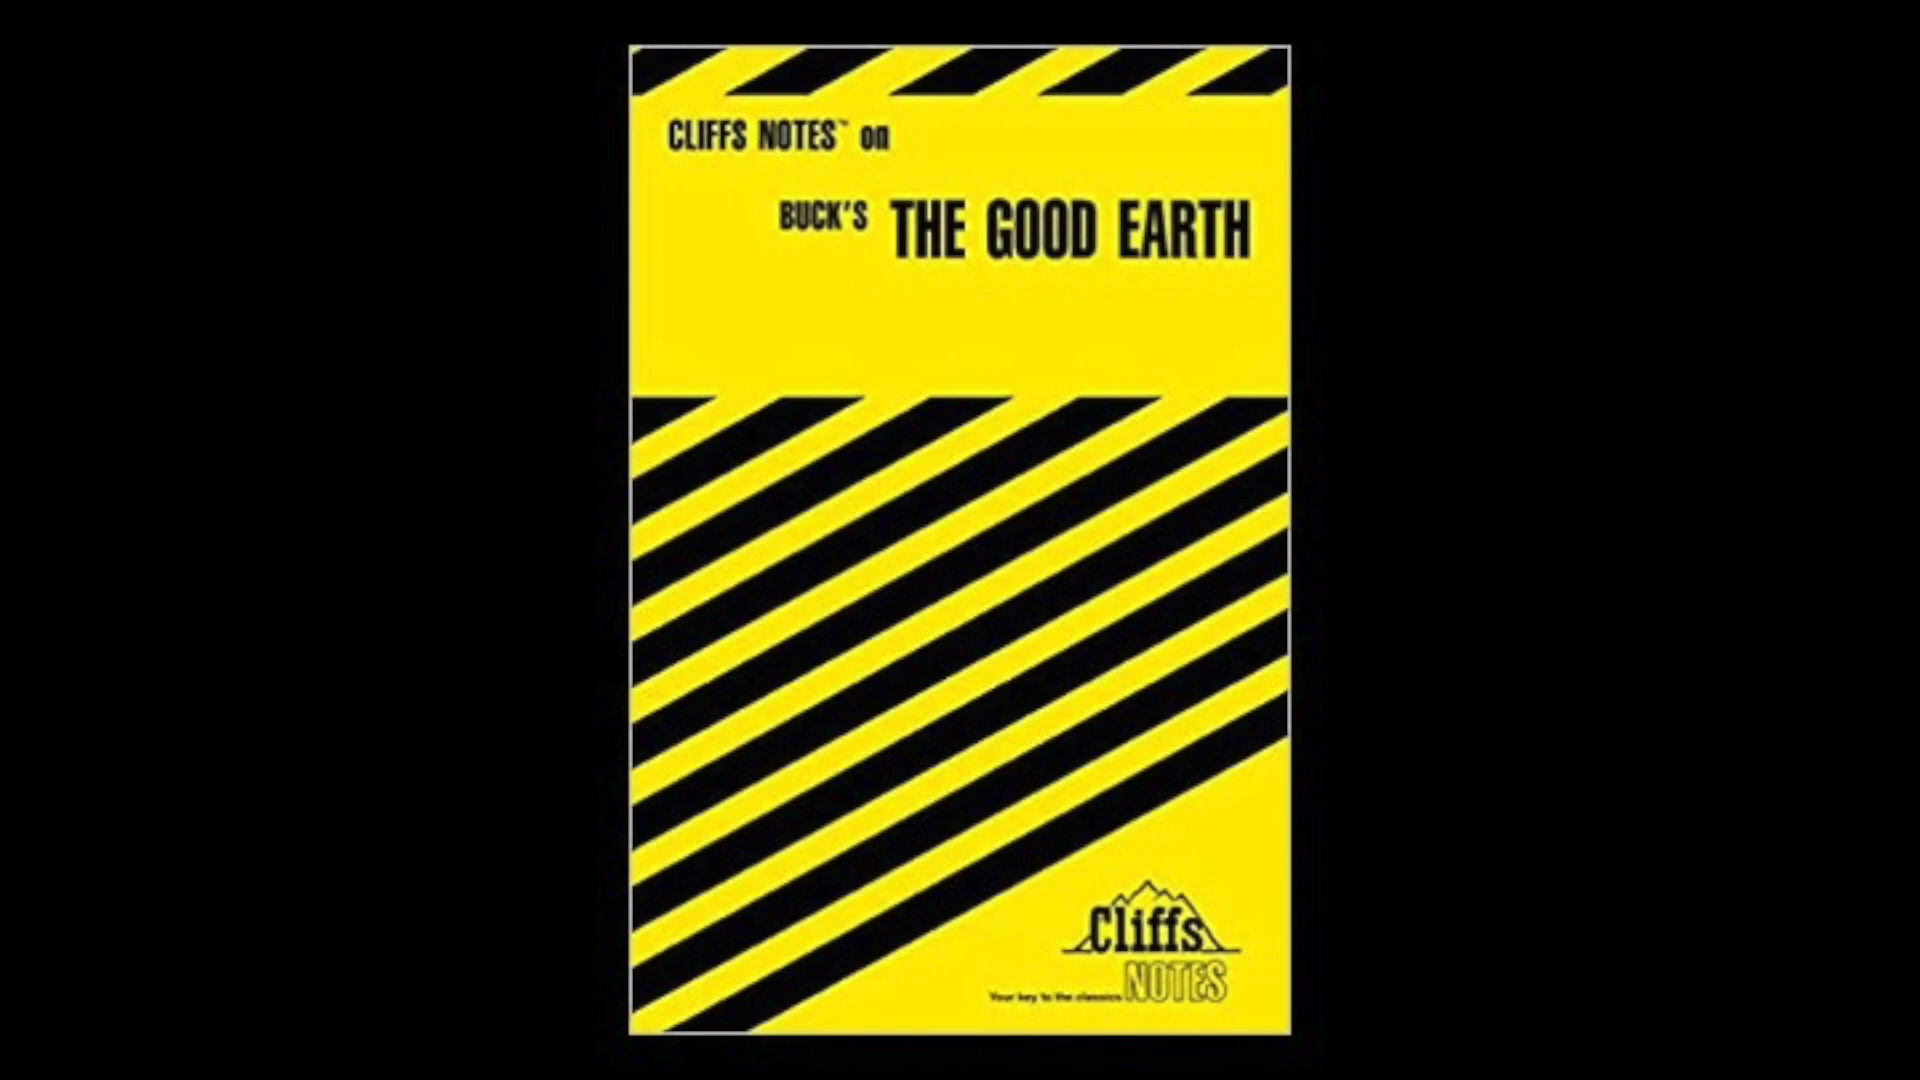 CLIFFS NOTES™ on
BUCK'S THE GOOD EARTH
Cliffs
NOTES
Your key to the classics